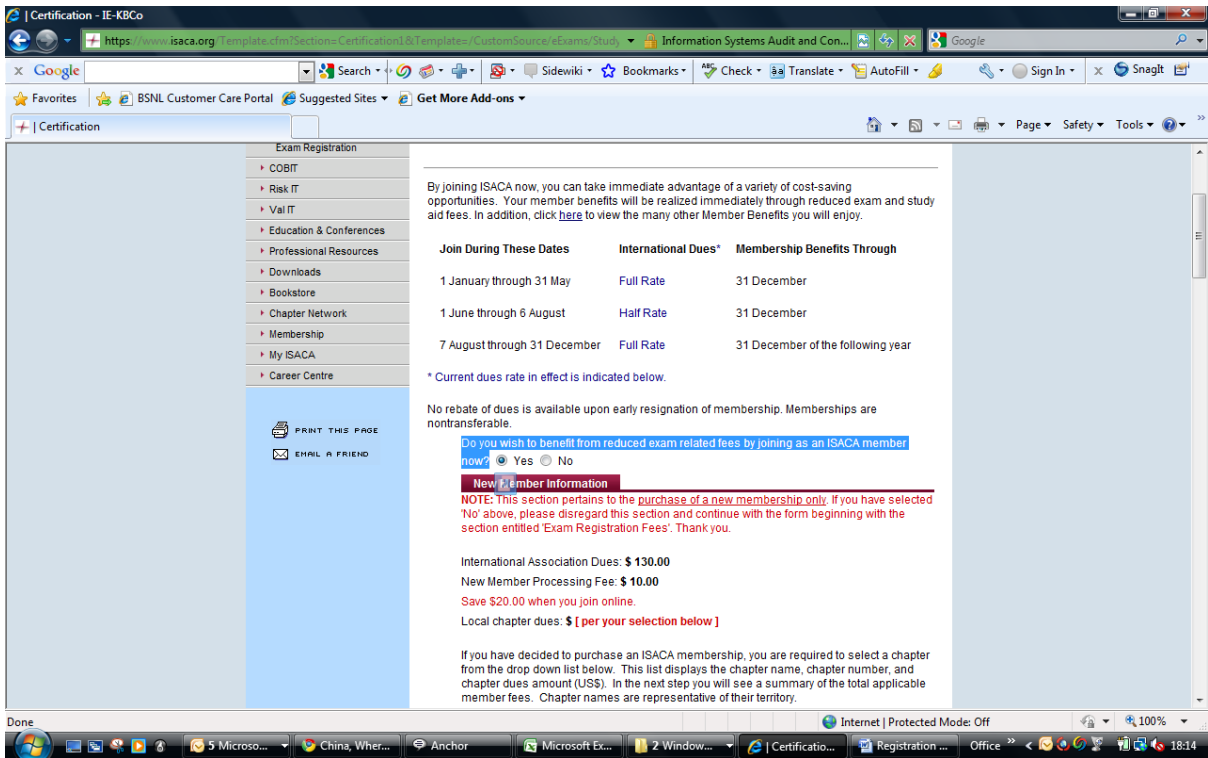 | Certification - IE-KBCo
https://www.isaca.org/Template.cfm?Section=Certification1&Template=/CustomSource/eExams/Study
Information Systems Audit and Con...
Google
x Google
Search
Sidewiki
Bookmarks
Check
Translate
AutoFill
Sign In
x SnagIt
Favorites
BSNL Customer Care Portal
Suggested Sites
Get More Add-ons
| Certification
Page
Safety
Tools
Exam Registration
COBIT
Risk IT
Val IT
Education & Conferences
Professional Resources
Downloads
Bookstore
Chapter Network
Membership
My ISACA
Career Centre
PRINT THIS PAGE
EMAIL A FRIEND
By joining ISACA now, you can take immediate advantage of a variety of cost-saving
opportunities. Your member benefits will be realized immediately through reduced exam and study
aid fees. In addition, click here to view the many other Member Benefits you will enjoy.
Join During These Dates International Dues* Membership Benefits Through
1 January through 31 May Full Rate 31 December
1 June through 6 August Half Rate 31 December
7 August through 31 December Full Rate 31 December of the following year
* Current dues rate in effect is indicated below.
No rebate of dues is available upon early resignation of membership. Memberships are
nontransferable.
Do you wish to benefit from reduced exam related fees by joining as an ISACA member
now? Yes No
New Member Information
NOTE: This section pertains to the purchase of a new membership only. If you have selected
'No' above, please disregard this section and continue with the form beginning with the
section entitled 'Exam Registration Fees'. Thank you.
International Association Dues: $ 130.00
New Member Processing Fee: $ 10.00
Save $20.00 when you join online.
Local chapter dues: $ [ per your selection below ]
If you have decided to purchase an ISACA membership, you are required to select a chapter
from the drop down list below. This list displays the chapter name, chapter number, and
chapter dues amount (US$). In the next step you will see a summary of the total applicable
member fees. Chapter names are representative of their territory.
Done
Internet | Protected Mode: Off
100%
5 Microso...
China, Wher...
Anchor
Microsoft Ex...
2 Window...
| Certificatio...
Registration ...
Office
18:14